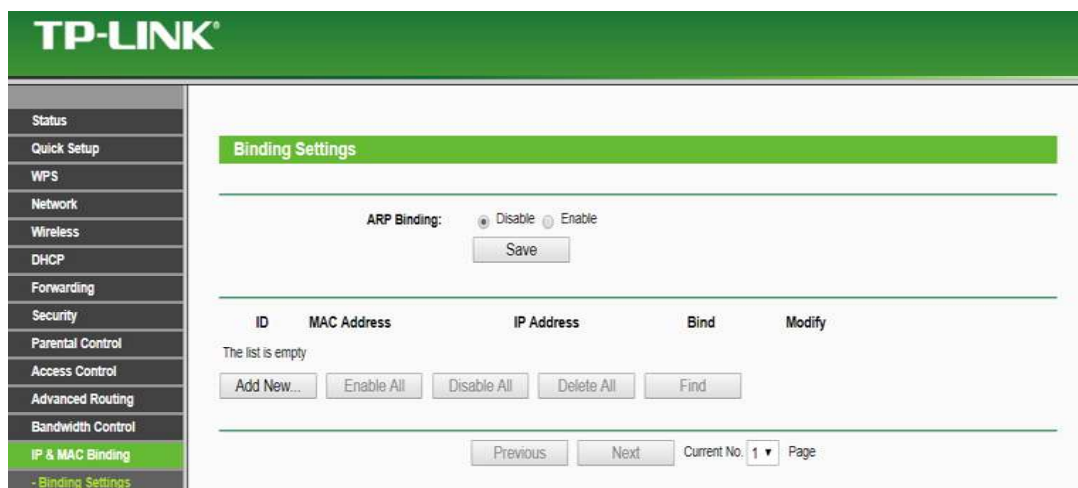 TP-LINK®
Status
Quick Setup
WPS
Network
Wireless
DHCP
Forwarding
Security
Parental Control
Access Control
Advanced Routing
Bandwidth Control
IP & MAC Binding
- Binding Settings
Binding Settings
ARP Binding: Disable Enable
Save
ID MAC Address IP Address Bind Modify
The list is empty
Add New... Enable All Disable All Delete All Find
Previous Next Current No. 1 Page